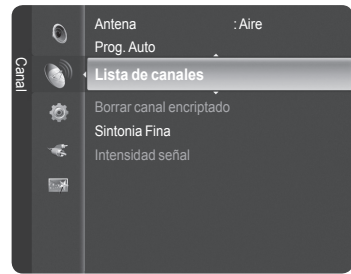 Canal
Antena : Aire
Prog. Auto
Lista de canales
Borrar canal encriptado
Sintonia Fina
Intensidad señal